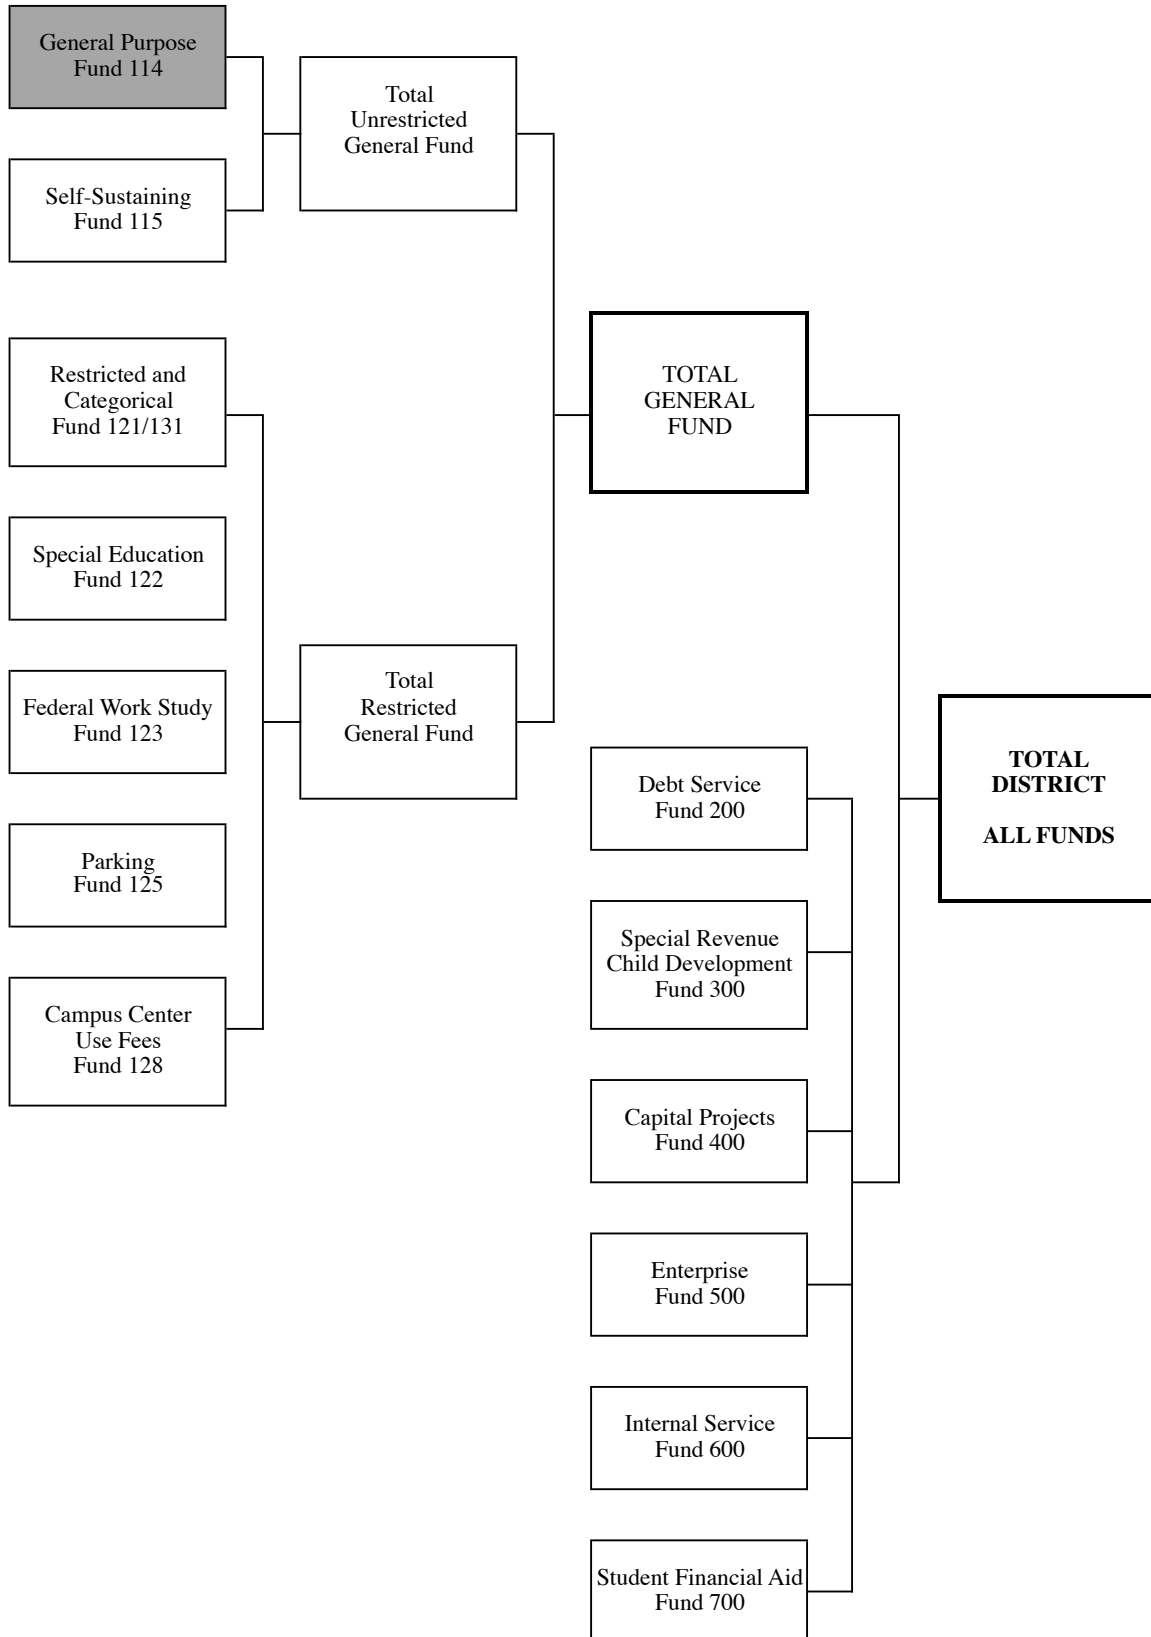 General Purpose
Fund 114
Self-Sustaining
Fund 115
Restricted and
Categorical
Fund 121/131
Special Education
Fund 122
Federal Work Study
Fund 123
Parking
Fund 125
Campus Center
Use Fees
Fund 128
Total
Unrestricted
General Fund
Total
Restricted
General Fund
TOTAL
GENERAL
FUND
Debt Service
Fund 200
Special Revenue
Child Development
Fund 300
Capital Projects
Fund 400
Enterprise
Fund 500
Internal Service
Fund 600
Student Financial Aid
Fund 700
TOTAL
DISTRICT
ALL FUNDS